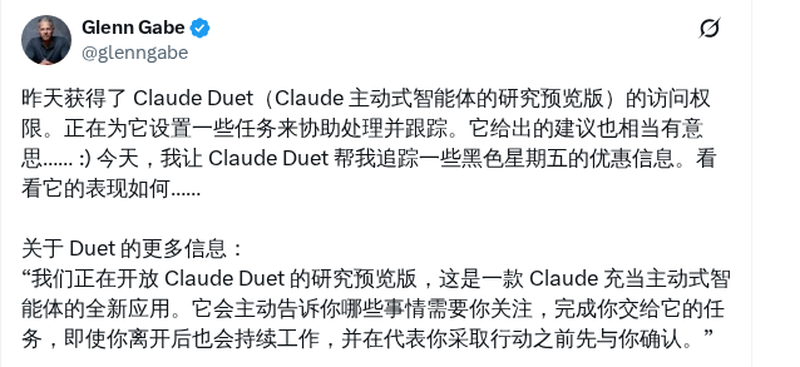 Glenn Gabe
@glenngabe
昨天获得了 Claude Duet（Claude 主动式智能体的研究预览版）的访问权
限。正在为它设置一些任务来协助处理并跟踪。它给出的建议也相当有意
思...... :) 今天，我让 Claude Duet 帮我追踪一些黑色星期五的优惠信息。看
看它的表现如何......
关于 Duet 的更多信息：
“我们正在开放 Claude Duet 的研究预览版，这是一款 Claude 充当主动式智
能体的全新应用。它会主动告诉你哪些事情需要你关注，完成你交给它的任
务，即使你离开后也会持续工作，并在代表你采取行动之前先与你确认。”